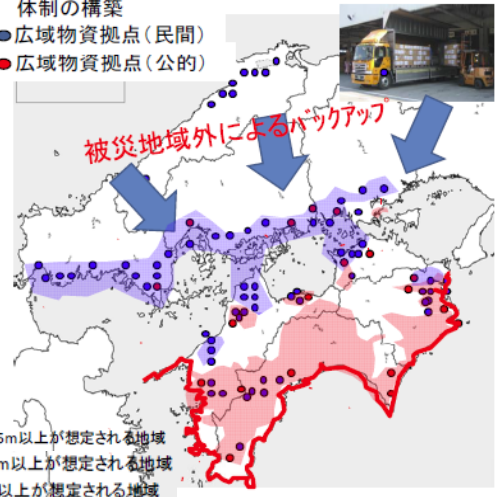 体制の構築
広域物資拠点(民間)
広域物資拠点(公的)
被災地域外によるバックアップ
5m以上が想定される地域
m以上が想定される地域
以上が想定される地域